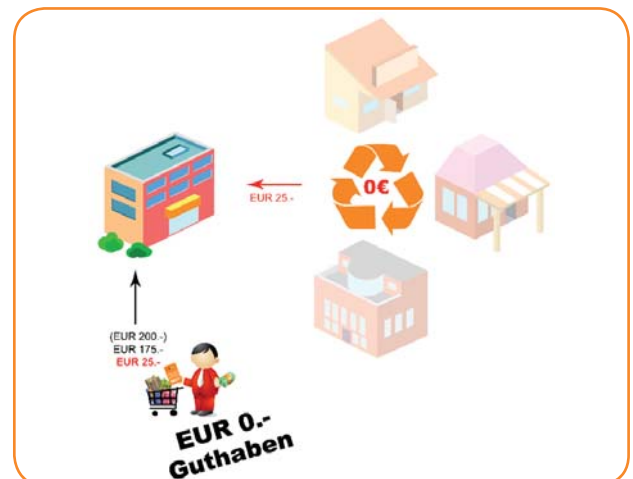 0€
EUR 25.-
(EUR 200.-)
EUR 175.-
EUR 25.-
EUR 0.-
Guthaben